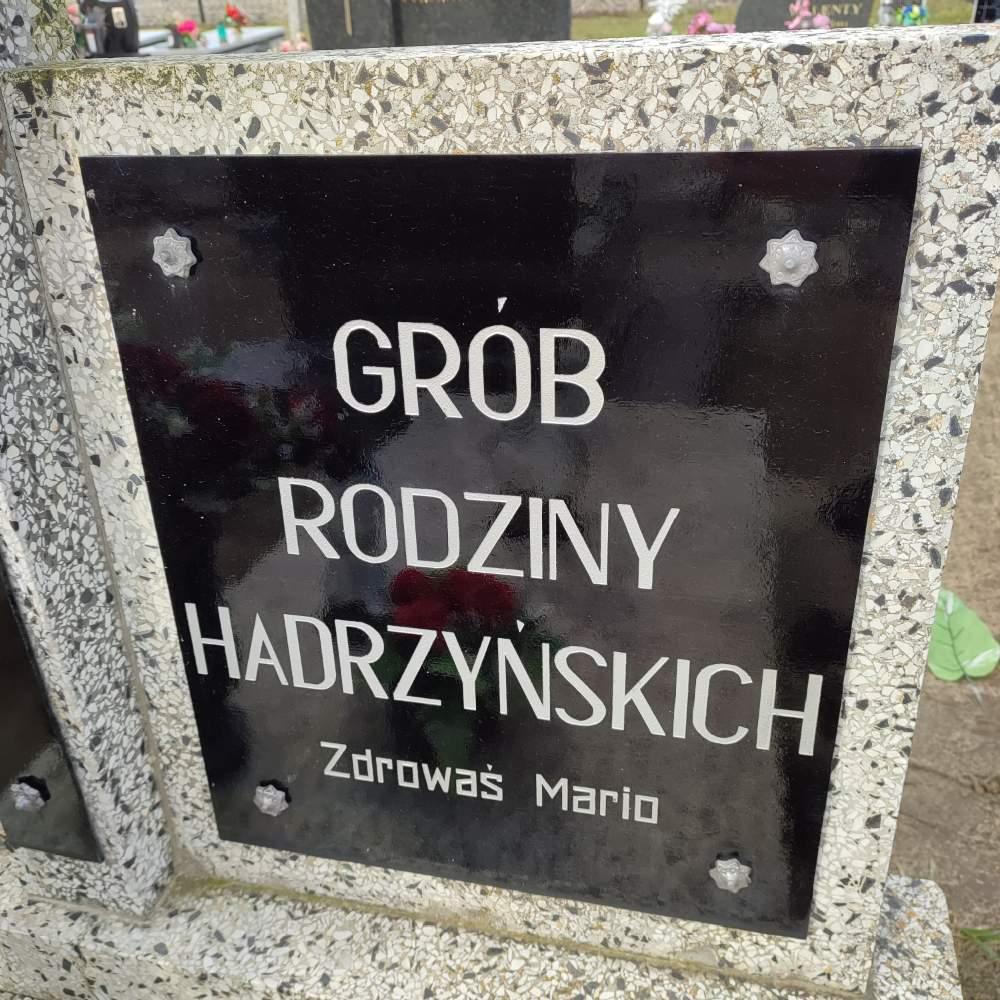 GRÓB
RODZINY
HADRZYŃSKICH
Zdrowaś Mario